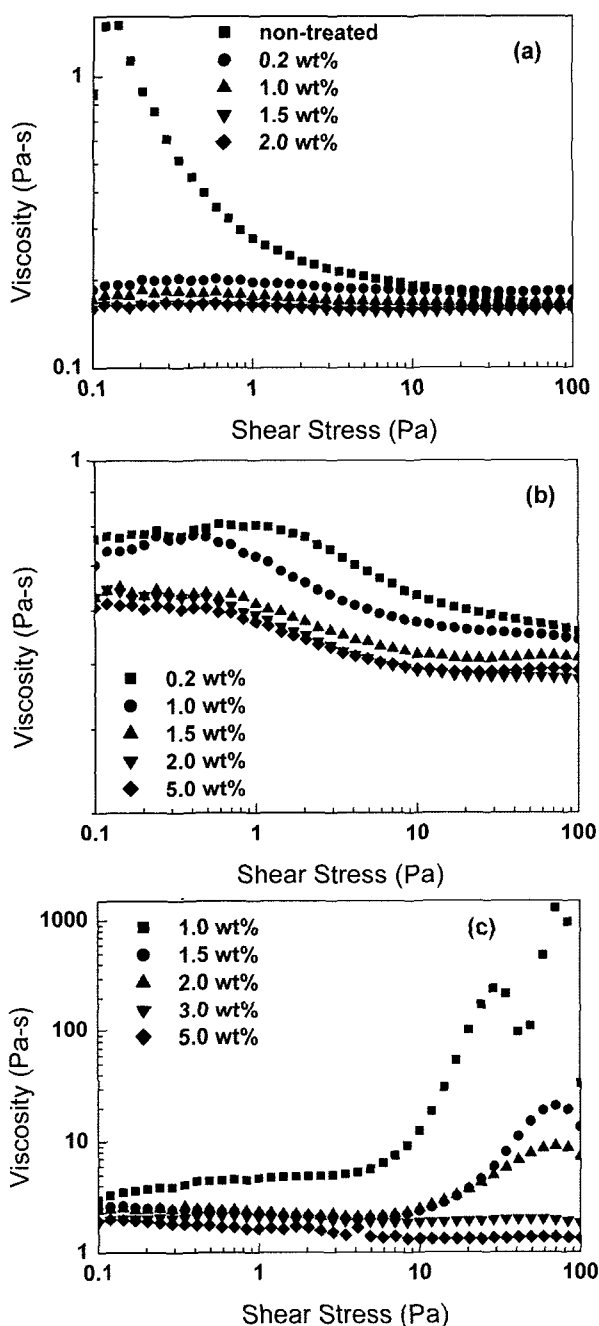 non-treated
0.2 wt%
1.0 wt%
1.5 wt%
2.0 wt%
(a)
1
0.1
Viscosity (Pa-s)
0.1 1 10 100
Shear Stress (Pa)
1
(b)
Viscosity (Pa-s)
0.2 wt%
1.0 wt%
1.5 wt%
2.0 wt%
5.0 wt%
0.1 1 10 100
Shear Stress (Pa)
1000
100
10
1
Viscosity (Pa-s)
1.0 wt%
1.5 wt%
2.0 wt%
3.0 wt%
5.0 wt%
(c)
0.1 1 10 100
Shear Stress (Pa)